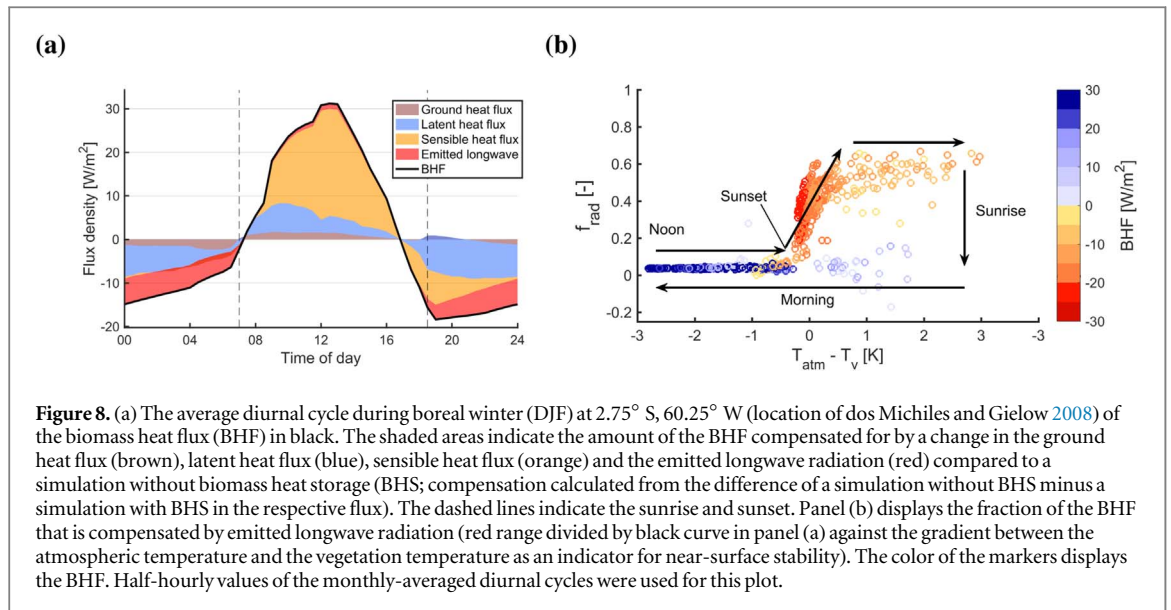 (a)
Flux density [W/m²]
30
20
10
0
-10
-20
00
04
08
12
16
20
24
Time of day
Ground heat flux
Latent heat flux
Sensible heat flux
Emitted longwave
BHF
(b)
f_rad [-]
1
0.8
0.6
0.4
0.2
0
-0.2
-3
-2
-1
0
1
2
3
-3
T_atm - T_v [K]
Noon
Sunset
Sunrise
Morning
30
20
10
0
-10
-20
-30
BHF [W/m²]
Figure 8. (a) The average diurnal cycle during boreal winter (DJF) at 2.75° S, 60.25° W (location of dos Michiles and Gielow 2008) of
the biomass heat flux (BHF) in black. The shaded areas indicate the amount of the BHF compensated for by a change in the ground
heat flux (brown), latent heat flux (blue), sensible heat flux (orange) and the emitted longwave radiation (red) compared to a
simulation without biomass heat storage (BHS; compensation calculated from the difference of a simulation without BHS minus a
simulation with BHS in the respective flux). The dashed lines indicate the sunrise and sunset. Panel (b) displays the fraction of the BHF
that is compensated by emitted longwave radiation (red range divided by black curve in panel (a) against the gradient between the
atmospheric temperature and the vegetation temperature as an indicator for near-surface stability). The color of the markers displays
the BHF. Half-hourly values of the monthly-averaged diurnal cycles were used for this plot.